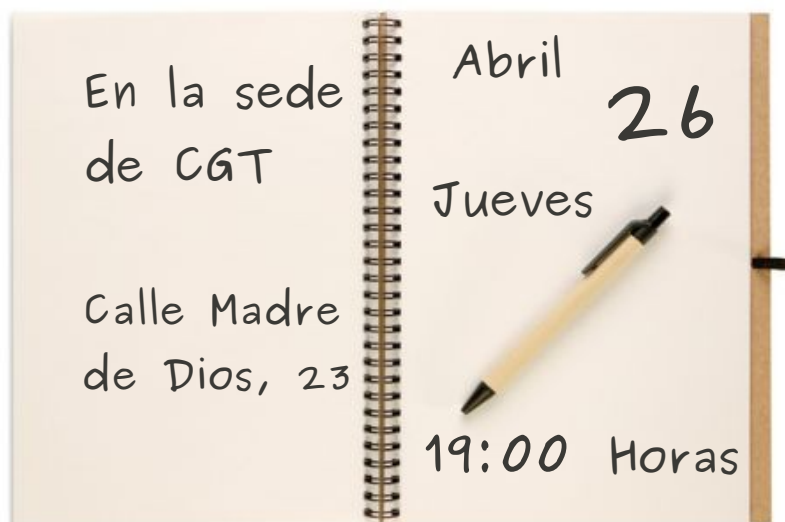 En la sede
de CGT
Calle Madre
de Dios, 23
Abril
26
Jueves
19:00 Horas